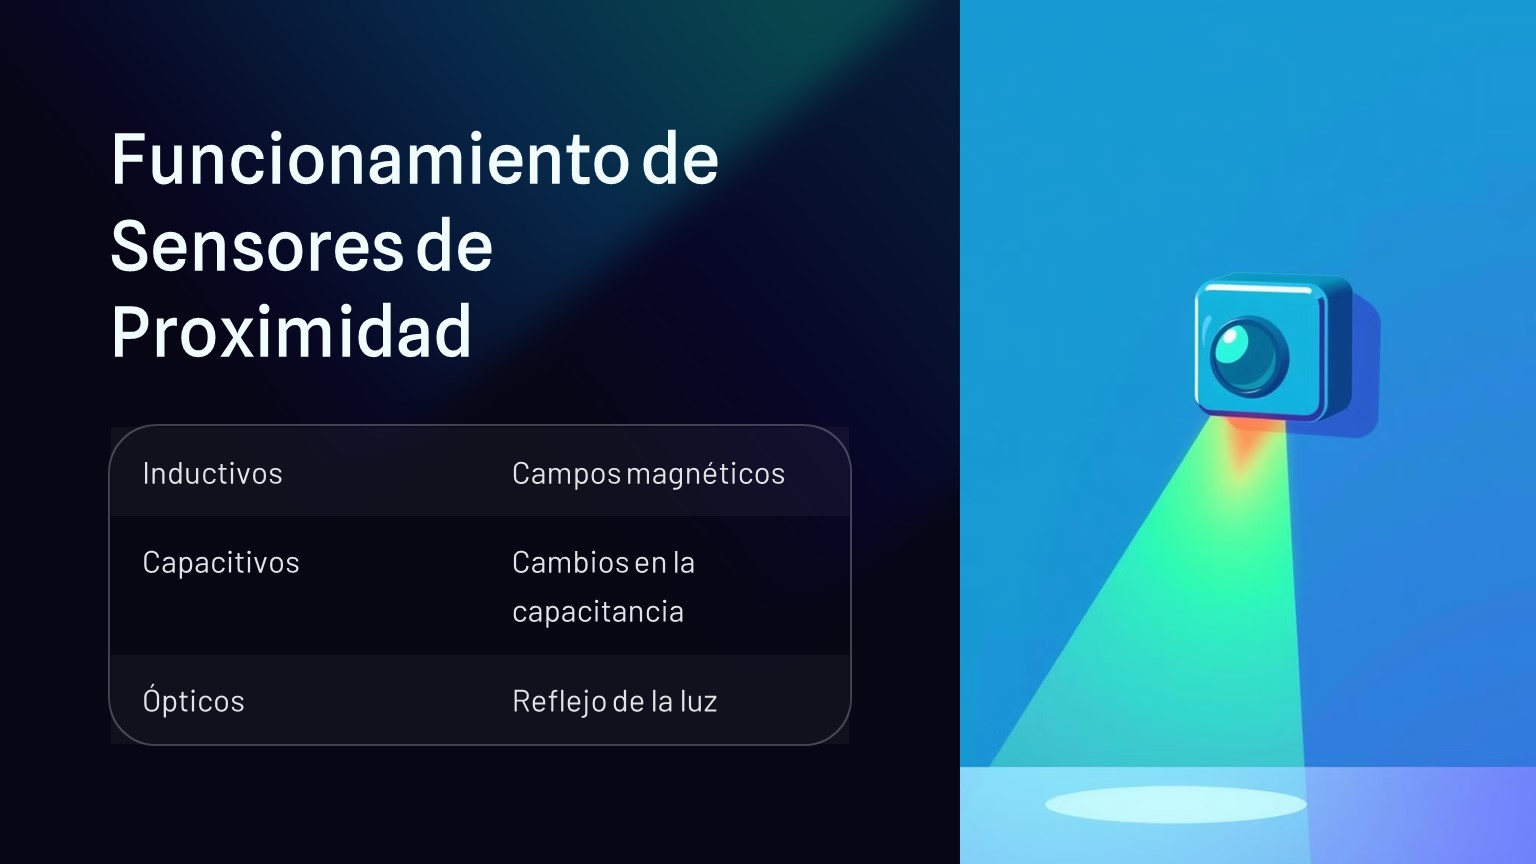 Funcionamiento de
Sensores de
Proximidad
Inductivos
Campos magnéticos
Capacitivos
Cambios en la
capacitancia
Ópticos
Reflejo de la luz